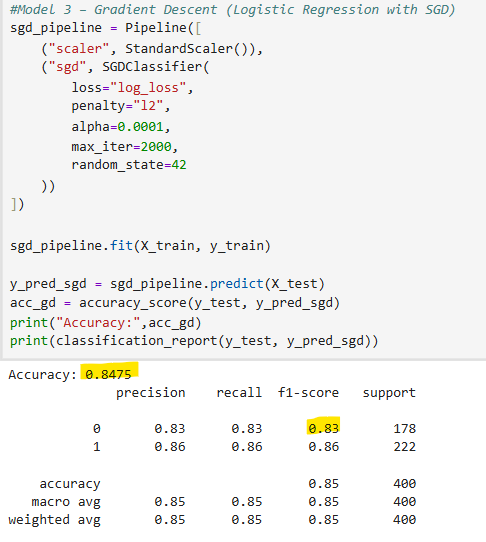 #Model 3 – Gradient Descent (Logistic Regression with SGD)
sgd_pipeline = Pipeline([
    ("scaler", StandardScaler()),
    ("sgd", SGDClassifier(
        loss="log_loss",
        penalty="l2",
        alpha=0.0001,
        max_iter=2000,
        random_state=42
    ))
])

sgd_pipeline.fit(X_train, y_train)

y_pred_sgd = sgd_pipeline.predict(X_test)
acc_gd = accuracy_score(y_test, y_pred_sgd)
print("Accuracy:",acc_gd)
print(classification_report(y_test, y_pred_sgd))
Accuracy: 0.8475
              precision    recall  f1-score   support

           0       0.83      0.83      0.83       178
           1       0.86      0.86      0.86       222

    accuracy                           0.85       400
   macro avg       0.85      0.85      0.85       400
weighted avg       0.85      0.85      0.85       400